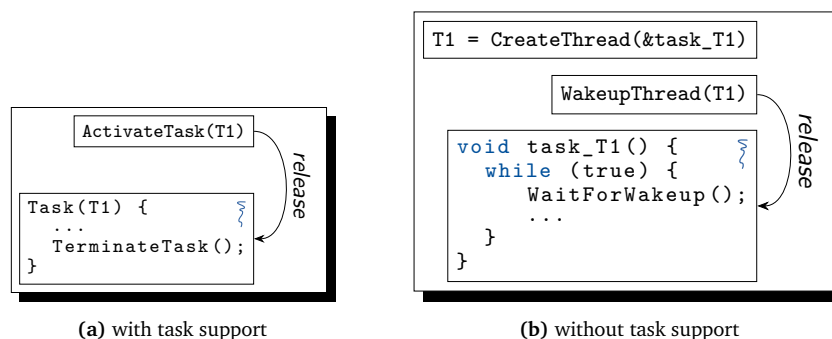 ActivateTask(T1)
release
Task(T1) {
...
TerminateTask();
}
(a) with task support
T1 = CreateThread(&task_T1)
WakeupThread(T1)
release
void task_T1() {
while (true) {
WaitForWakeup();
...
}
}
(b) without task support